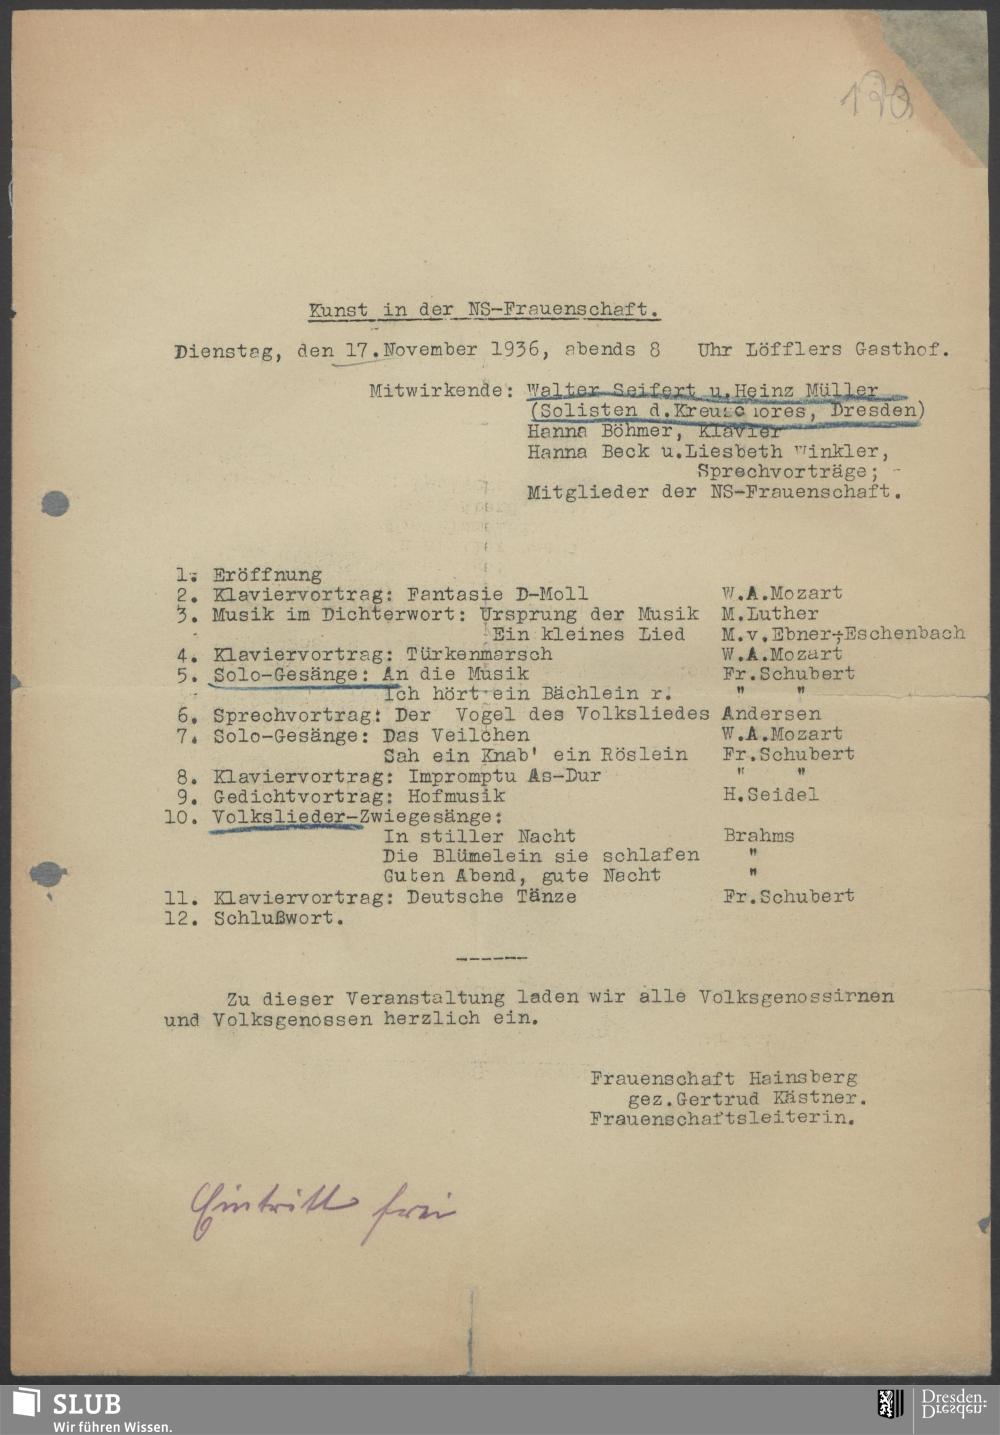 133
Kunst in der NS-Frauenschaft.
Dienstag, den 17.November 1936, abends 8 Uhr Löfflers Gasthof.
Mitwirkende: Walter Seifert u.Heinz Müller
(Solisten d.Kreuzchores, Dresden)
Hanna Böhmer, Klavier
Hanna Beck u.Liesbeth Winkler,
Sprechvorträge;
Mitglieder der NS-Frauenschaft.
1. Eröffnung
2. Klaviervortrag: Fantasie D-Moll W.A.Mozart
3. Musik im Dichterwort: Ursprung der Musik M.Luther
Ein kleines Lied M.v.Ebner-Eschenbach
4. Klaviervortrag: Türkenmarsch W.A.Mozart
5. Solo-Gesänge: An die Musik Fr.Schubert
Ich hört ein Bächlein r. " "
6. Sprechvortrag: Der Vogel des Volksliedes Andersen
7. Solo-Gesänge: Das Veilchen W.A.Mozart
Sah ein Knab' ein Röslein Fr.Schubert
8. Klaviervortrag: Impromptu As-Dur " "
9. Gedichtvortrag: Hofmusik H.Seidel
10. Volkslieder-Zwiegesänge:
In stiller Nacht Brahms
Die Blümelein sie schlafen "
Guten Abend, gute Nacht "
11. Klaviervortrag: Deutsche Tänze Fr.Schubert
12. Schlußwort.
------
Zu dieser Veranstaltung laden wir alle Volksgenossinnen
und Volksgenossen herzlich ein.
Frauenschaft Hainsberg
gez.Gertrud Kästner.
Frauenschaftsleiterin.
Eintritt frei
SLUB
Wir führen Wissen.
Dresden.
Dresden.